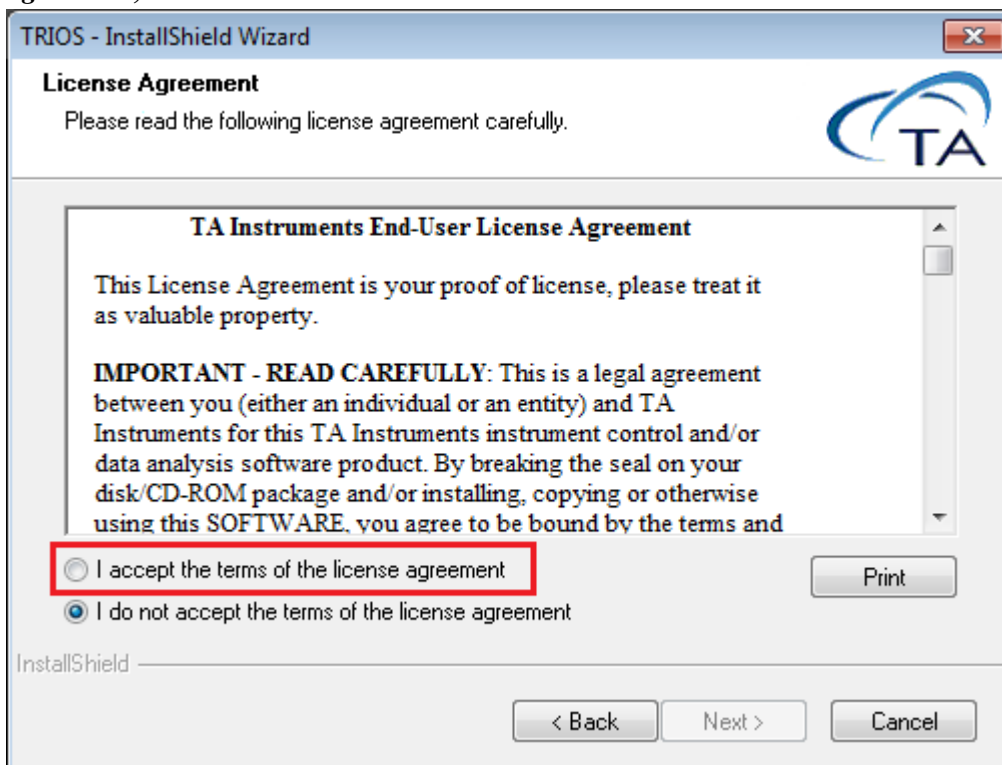 TRIOS - InstallShield Wizard
License Agreement
Please read the following license agreement carefully.
TA
TA Instruments End-User License Agreement
This License Agreement is your proof of license, please treat it
as valuable property.
IMPORTANT - READ CAREFULLY: This is a legal agreement
between you (either an individual or an entity) and TA
Instruments for this TA Instruments instrument control and/or
data analysis software product. By breaking the seal on your
disk/CD-ROM package and/or installing, copying or otherwise
using this SOFTWARE, you agree to be bound by the terms and
I accept the terms of the license agreement
Print
I do not accept the terms of the license agreement
InstallShield
< Back
Next >
Cancel